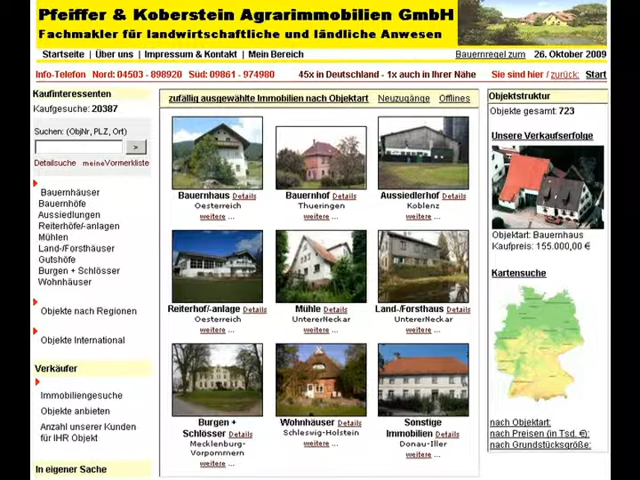 Pfeiffer & Koberstein Agrarimmobilien GmbH
Fachmakler für landwirtschaftliche und ländliche Anwesen
Startseite | Über uns | Impressum & Kontakt | Mein Bereich
Bauernregel zum 26. Oktober 2009
Info-Telefon Nord: 04503 - 898920 Süd: 09861 - 974980
45x in Deutschland - 1x auch in Ihrer Nähe
Sie sind hier / zurück: Start
Kaufinteressenten
Kaufgesuche: 20387
Suchen: (ObjNr, PLZ, Ort)
>
Detailsuche meineVormerkliste
Bauernhäuser
Bauernhöfe
Aussiedlungen
Reiterhöfe/-anlagen
Mühlen
Land-/Forsthäuser
Gutshöfe
Burgen + Schlösser
Wohnhäuser
Objekte nach Regionen
Objekte International
Verkäufer
Immobiliengesuche
Objekte anbieten
Anzahl unserer Kunden
für IHR Objekt
In eigener Sache
zufällig ausgewählte Immobilien nach Objektart Neuzugänge Offlines
Bauernhaus Details
Oesterreich
weitere ...
Bauernhof Details
Thueringen
weitere ...
Aussiedlerhof Details
Koblenz
weitere ...
Reiterhof/-anlage Details
Oesterreich
weitere ...
Mühle Details
UntererNeckar
weitere ...
Land-/Forsthaus Details
UntererNeckar
weitere ...
Burgen +
Schlösser Details
Mecklenburg-
Vorpommern
weitere ...
Wohnhäuser Details
Schleswig-Holstein
weitere ...
Sonstige
Immobilien Details
Donau-Iller
weitere ...
Objektstruktur
Objekte gesamt: 723
Unsere Verkaufserfolge
Objektart: Bauernhaus
Kaufpreis: 155.000,00 €
Kartensuche
nach Objektart:
nach Preisen (in Tsd. €):
nach Grundstücksgröße: